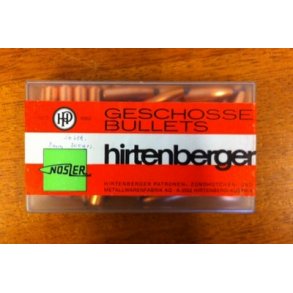 HP
GESCHOSSE
BULLETS
hirtenberger
NOSLER
HIRTENBERGER PATRONEN-, ZÜNDHÜTCHEN- UND
METALLWARENFABRIK AG · A-2552 HIRTENBERG/AUSTRIA